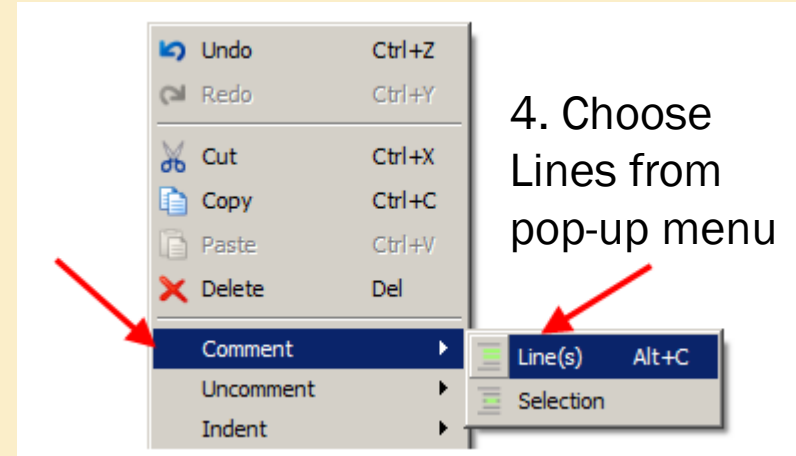 Undo Ctrl+Z
Redo Ctrl+Y
Cut Ctrl+X
Copy Ctrl+C
Paste Ctrl+V
Delete Del
Comment
Uncomment
Indent
4. Choose
Lines from
pop-up menu
Line(s) Alt+C
Selection